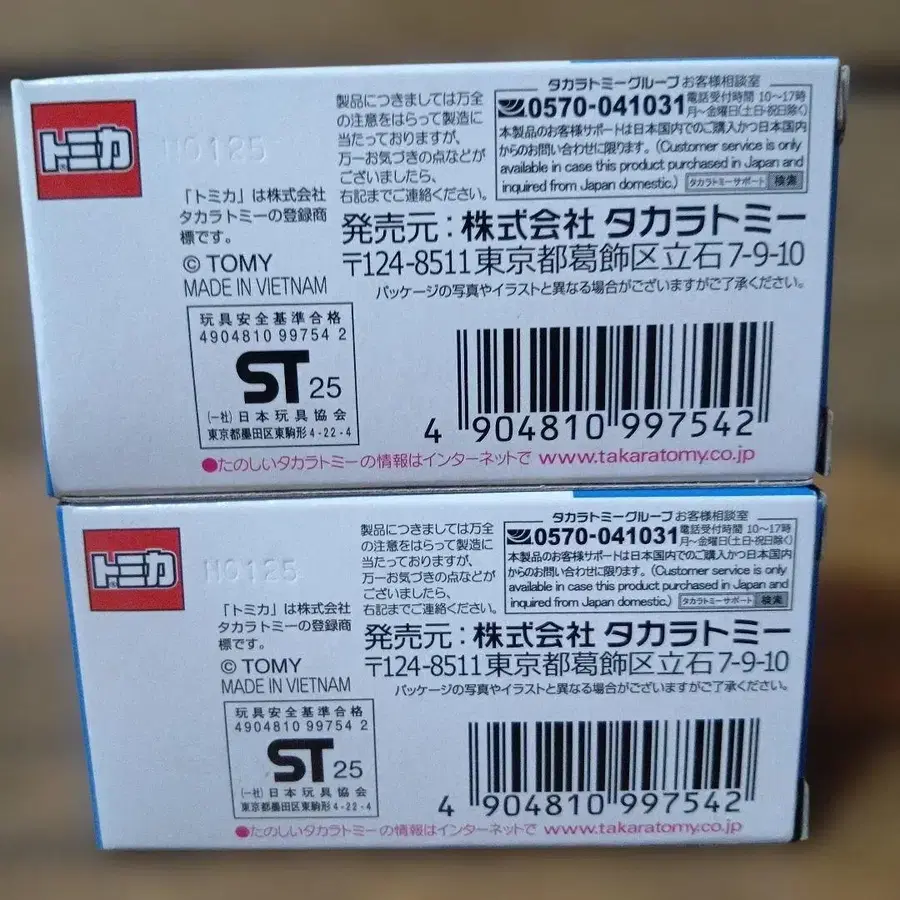 トミカ
NO125
「トミカ」は株式会社
タカラトミーの登録商
標です。
© TOMY
MADE IN VIETNAM
製品につきましては万全
の注意をはらって製造に
当たっておりますが、
万一お気づきの点などが
ございましたら、
右記までご連絡ください。
タカラトミーグループ お客様相談室
0570-041031 電話受付時間 10〜17時
月〜金曜日(土・日・祝日除く)
本製品のお客様サポートは日本国内でのご購入かつ日本国内
からのお問い合わせに限ります。(Customer service is only
available in case this product purchased in Japan and
inquired from Japan domestic.) タカラトミーサポート 検索
発売元：株式会社 タカラトミー
〒124-8511東京都葛飾区立石7-9-10
パッケージの写真やイラストと異なる場合がございますがご了承ください。
玩具安全基準合格
4904810 99754 2
ST 25
(一社)日本玩具協会
東京都墨田区東駒形4-22-4
4 904810 997542
●たのしいタカラトミーの情報はインターネットで www.takaratomy.co.jp
トミカ
NO125
「トミカ」は株式会社
タカラトミーの登録商
標です。
© TOMY
MADE IN VIETNAM
製品につきましては万全
の注意をはらって製造に
当たっておりますが、
万一お気づきの点などが
ございましたら、
右記までご連絡ください。
タカラトミーグループ お客様相談室
0570-041031 電話受付時間 10〜17時
月〜金曜日(土・日・祝日除く)
本製品のお客様サポートは日本国内でのご購入かつ日本国内
からのお問い合わせに限ります。(Customer service is only
available in case this product purchased in Japan and
inquired from Japan domestic.) タカラトミーサポート 検索
発売元：株式会社 タカラトミー
〒124-8511東京都葛飾区立石7-9-10
パッケージの写真やイラストと異なる場合がございますがご了承ください。
玩具安全基準合格
4904810 99754 2
ST 25
(一社)日本玩具協会
東京都墨田区東駒形4-22-4
4 904810 997542
●たのしいタカラトミーの情報はインターネットで www.takaratomy.co.jp